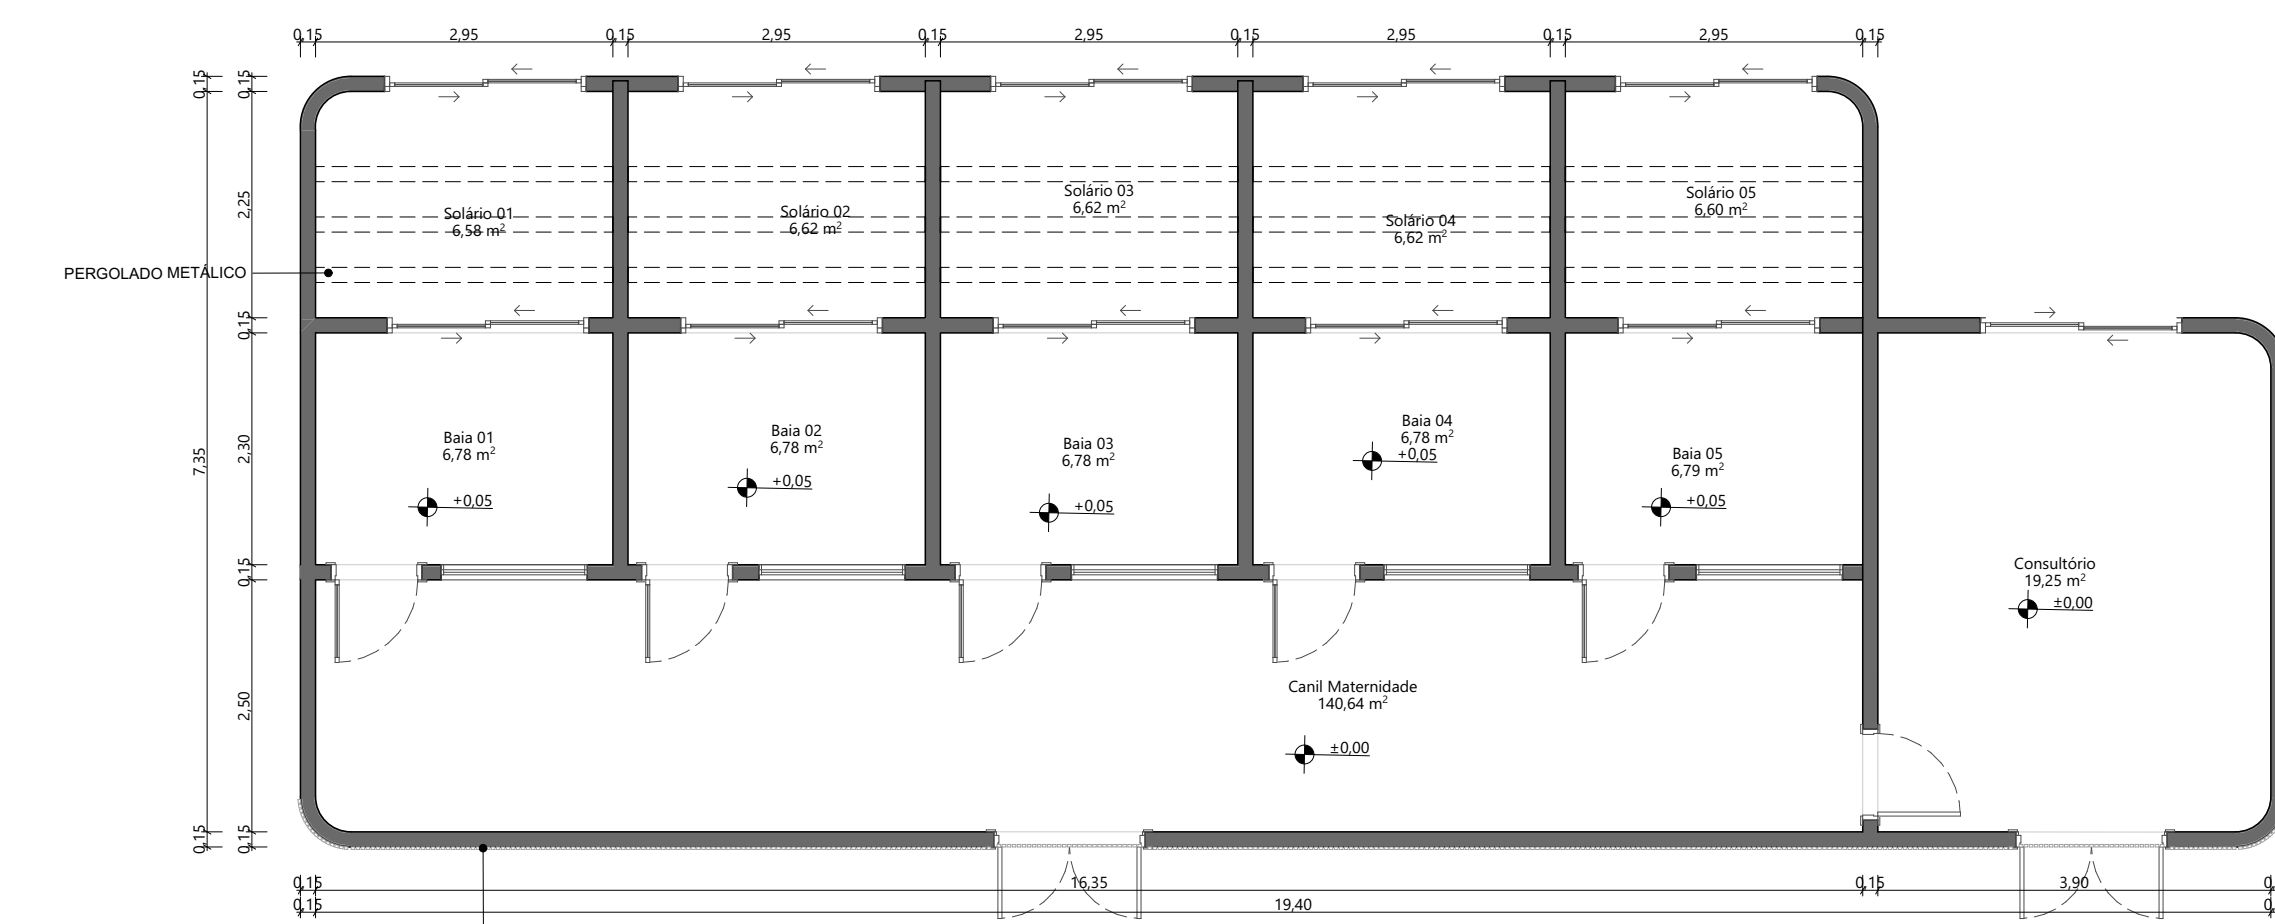 0,15 2,95 0,15 2,95 0,15 2,95 0,15 2,95 0,15 2,95 0,15
0,15 0,15
2,25
Solário 01
6,58 m²
Solário 02
6,62 m²
Solário 03
6,62 m²
Solário 04
6,62 m²
Solário 05
6,60 m²
PERGOLADO METÁLICO
0,15
7,35
2,30
Baia 01
6,78 m²
+0,05
Baia 02
6,78 m²
+0,05
Baia 03
6,78 m²
+0,05
Baia 04
6,78 m²
+0,05
Baia 05
6,79 m²
+0,05
0,15
Consultório
19,25 m²
±0,00
2,50
Canil Maternidade
140,64 m²
±0,00
0,15 0,15
0,15 16,35 0,15 3,90
0,15 19,40